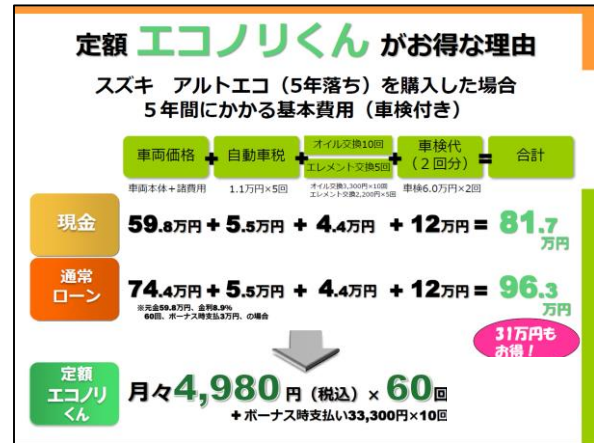 定額 エコノリくん がお得な理由
スズキ　アルトエコ（5年落ち）を購入した場合
５年間にかかる基本費用（車検付き）
車両価格 + 自動車税 + オイル交換10回 エレメント交換5回 + 車検代（２回分） = 合計
車両本体＋諸費用 1.1万円×5回 オイル交換3,300円×10回 エレメント交換2,200円×5回 車検6.0万円×2回
現金 59.8万円 + 5.5万円 + 4.4万円 + 12万円 = 81.7万円
通常ローン 74.4万円 + 5.5万円 + 4.4万円 + 12万円 = 96.3万円
※元金59.8万円、金利8.9%
60回、ボーナス時支払3万円、の場合
31万円も
お得！
定額エコノリくん 月々4,980円（税込）× 60回
+ ボーナス時支払い33,300円×10回